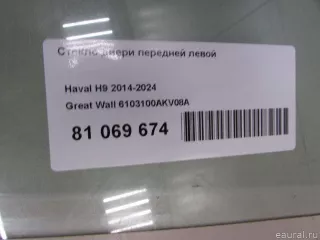 Стекло двери передней левой
Haval H9 2014-2024
Great Wall 6103100AKV08A
81 069 674
© eaural.ru